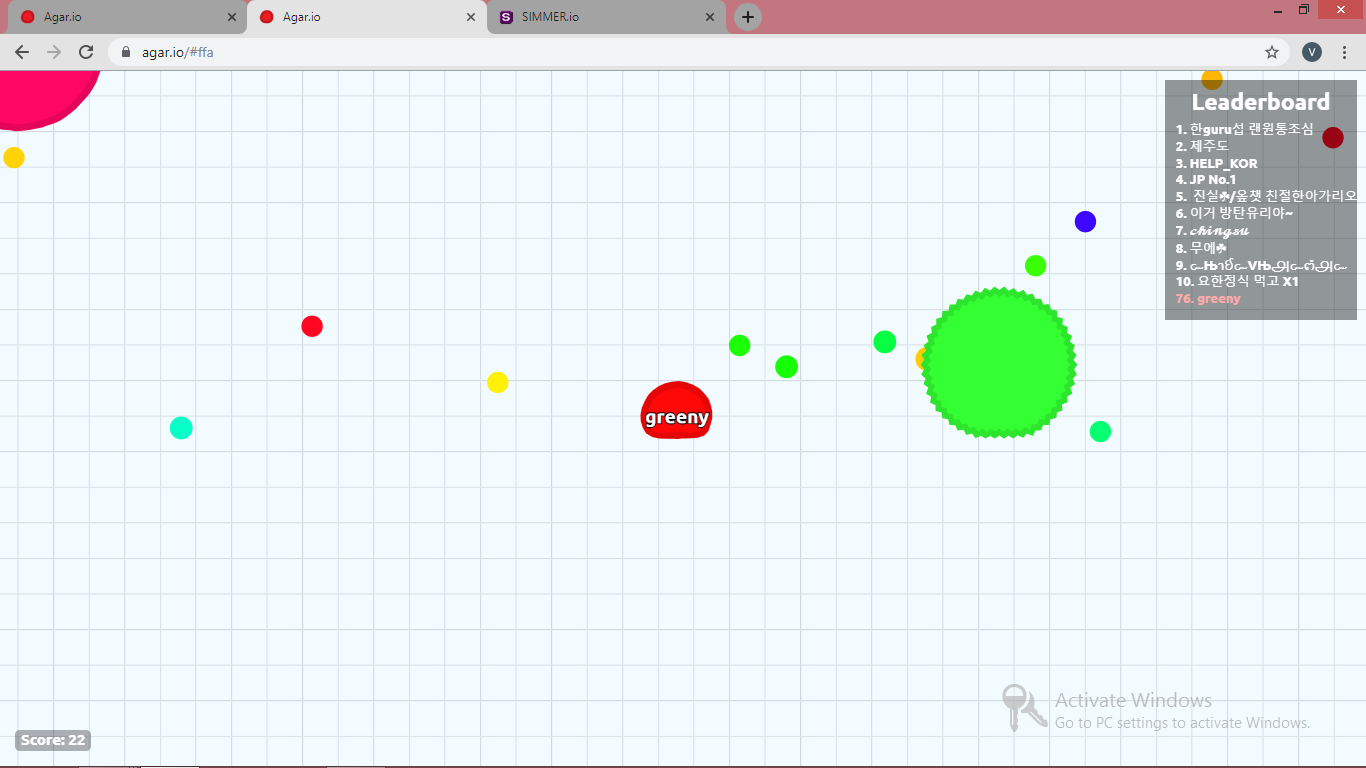 Agar.io
Agar.io
SIMMER.io
agar.io/#ffa
V
Leaderboard
1. 한guru섭 랜원통조심
2. 제주도
3. HELP_KOR
4. JP No.1
5. 진실☘/윷챗 친절한아가리오
6. 이거 방탄유리야~
7. 𝓬𝓱𝓲𝓷𝓰𝓼𝓾
8. 무에☘
10. 요한정식 먹고 X1
76. greeny
greeny
Activate Windows
Go to PC settings to activate Windows.
Score: 22